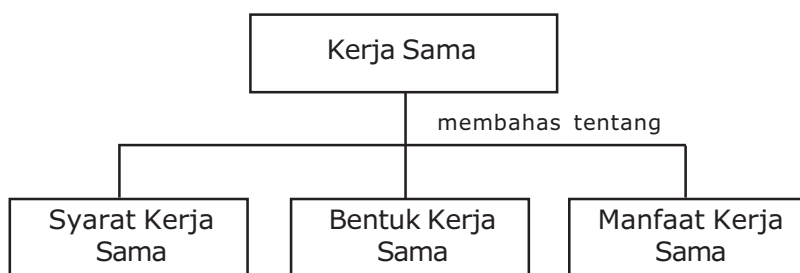 Kerja Sama
membahas tentang
Syarat Kerja
Sama
Bentuk Kerja
Sama
Manfaat Kerja
Sama